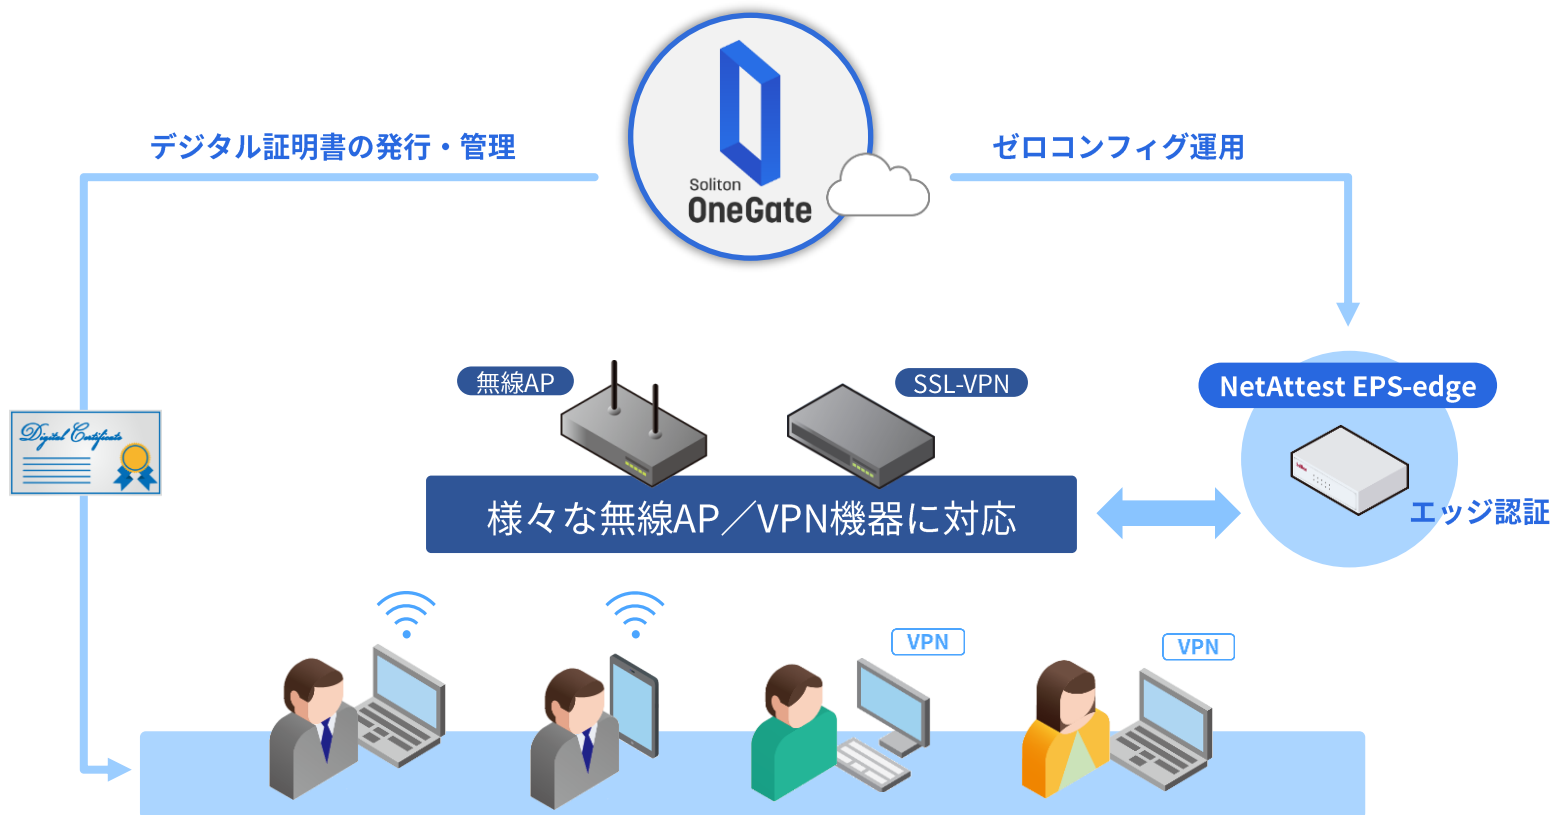 デジタル証明書の発行・管理
Soliton
OneGate
ゼロコンフィグ運用
Digital Certificate
無線AP
SSL-VPN
NetAttest EPS-edge
エッジ認証
様々な無線AP／VPN機器に対応
VPN
VPN